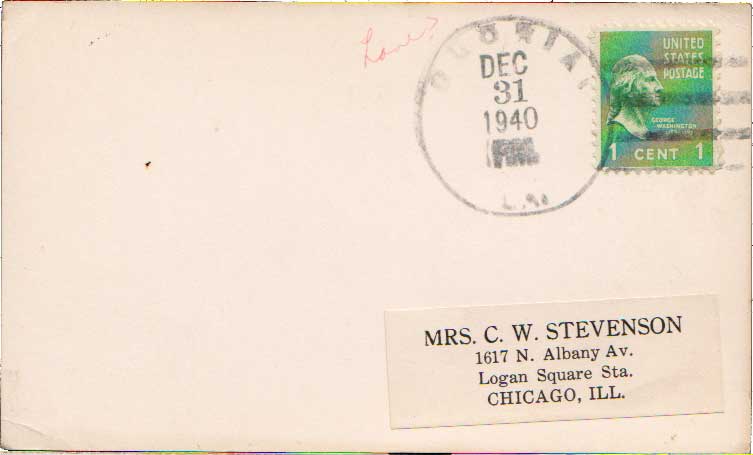 DEC
31
1940
LA.
UNITED
STATES
POSTAGE
GEORGE
WASHINGTON
1 CENT 1
MRS. C. W. STEVENSON
1617 N. Albany Av.
Logan Square Sta.
CHICAGO, ILL.